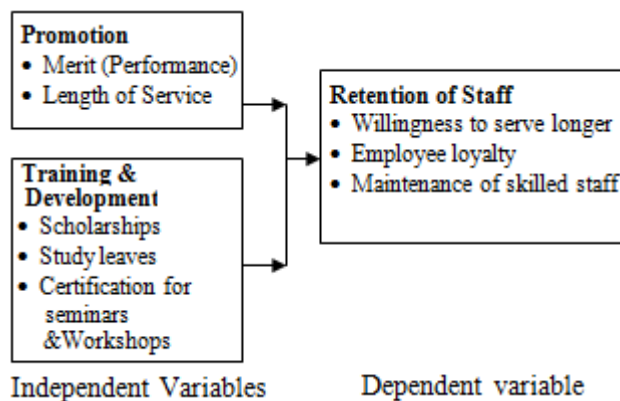 Promotion
• Merit (Performance)
• Length of Service
Training &
Development
• Scholarships
• Study leaves
• Certification for
seminars
&Workshops
Independent Variables
Retention of Staff
• Willingness to serve longer
• Employee loyalty
• Maintenance of skilled staff
Dependent variable